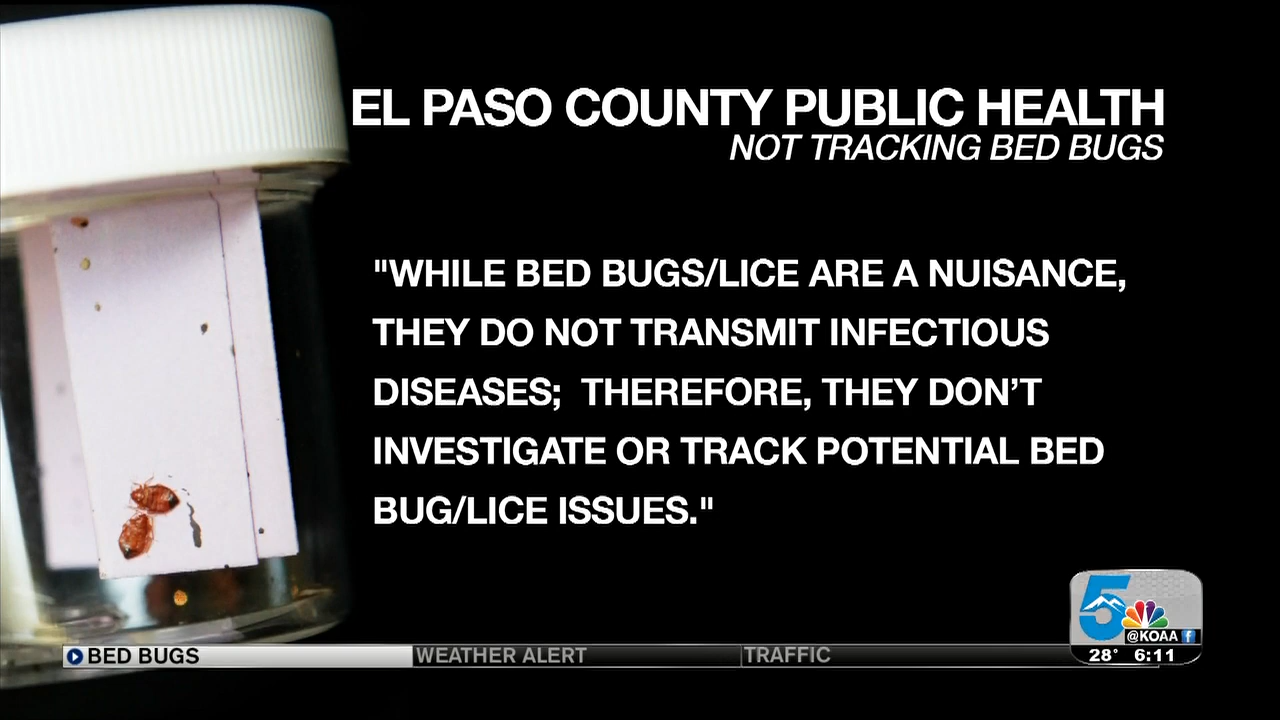 EL PASO COUNTY PUBLIC HEALTH
NOT TRACKING BED BUGS
"WHILE BED BUGS/LICE ARE A NUISANCE,
THEY DO NOT TRANSMIT INFECTIOUS
DISEASES;  THEREFORE, THEY DON’T
INVESTIGATE OR TRACK POTENTIAL BED
BUG/LICE ISSUES."
5
@KOAA f
28° 6:11
BED BUGS
WEATHER ALERT
TRAFFIC